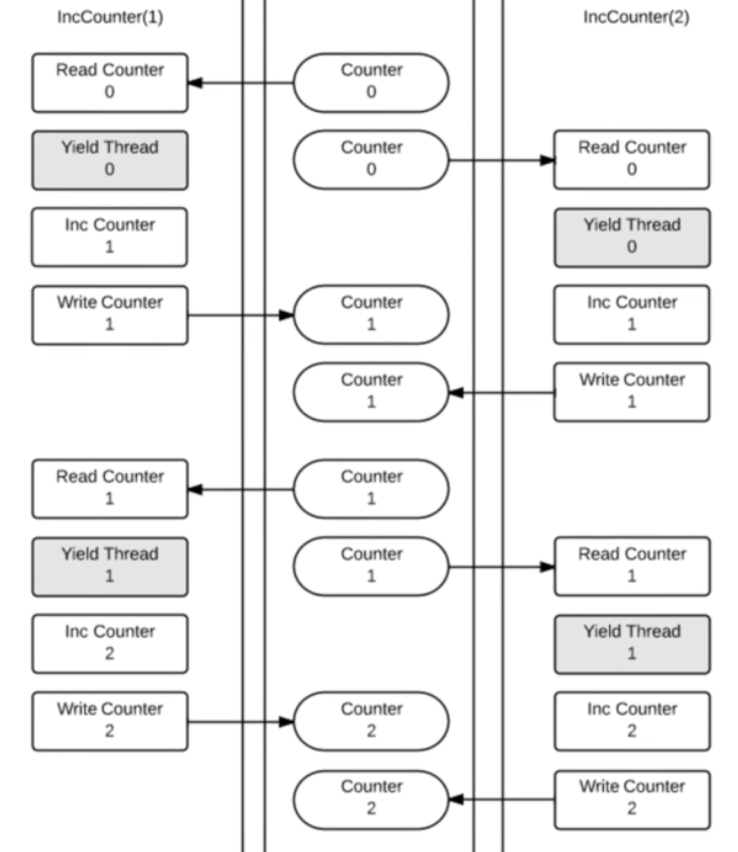 IncCounter(1)
IncCounter(2)
Read Counter
0
Counter
0
Yield Thread
0
Counter
0
Read Counter
0
Inc Counter
1
Yield Thread
0
Write Counter
1
Counter
1
Inc Counter
1
Counter
1
Write Counter
1
Read Counter
1
Counter
1
Yield Thread
1
Counter
1
Read Counter
1
Inc Counter
2
Yield Thread
1
Write Counter
2
Counter
2
Inc Counter
2
Counter
2
Write Counter
2